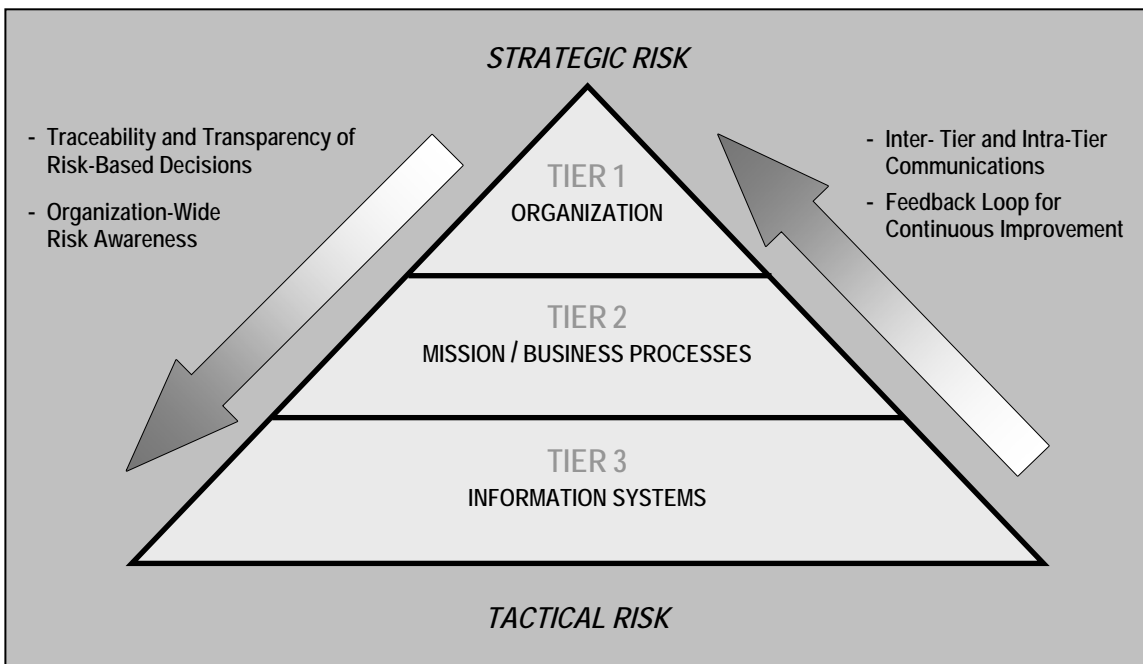 STRATEGIC RISK
- Traceability and Transparency of
Risk-Based Decisions
- Organization-Wide
Risk Awareness
- Inter- Tier and Intra-Tier
Communications
- Feedback Loop for
Continuous Improvement
TIER 1
ORGANIZATION
TIER 2
MISSION / BUSINESS PROCESSES
TIER 3
INFORMATION SYSTEMS
TACTICAL RISK